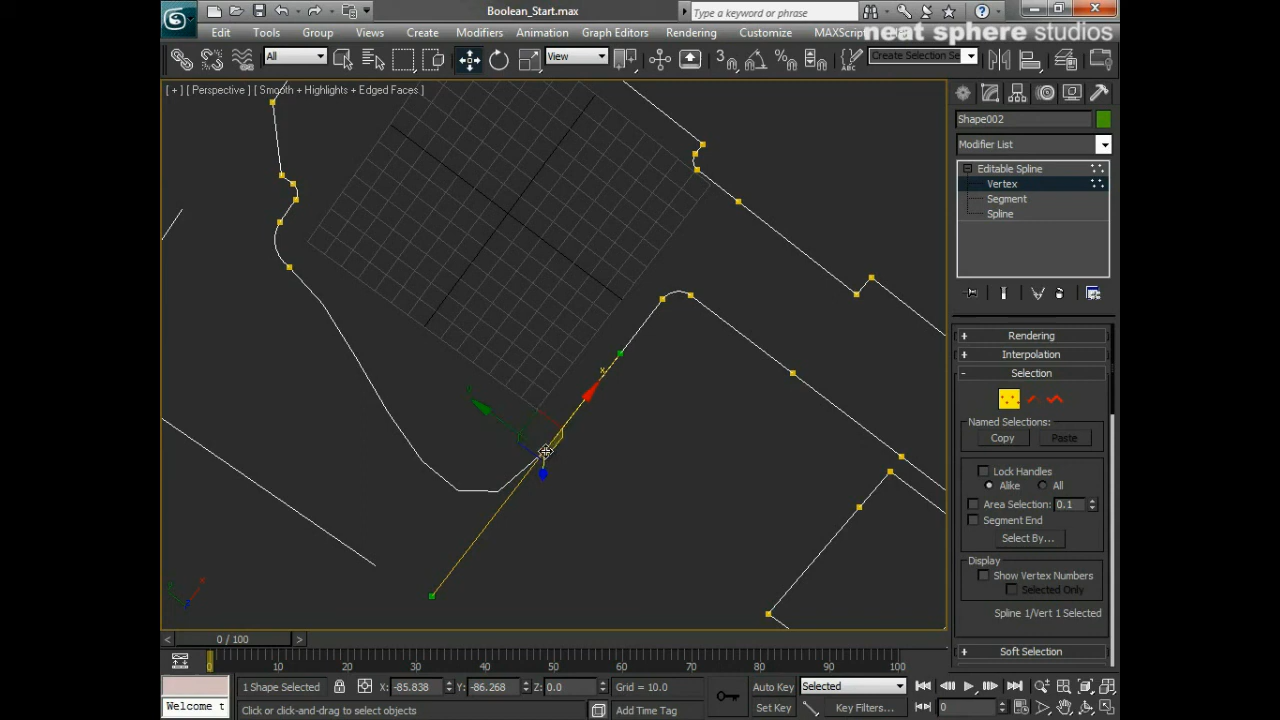 Boolean_Start.max
Type a keyword or phrase
Edit Tools Group Views Create Modifiers Animation Graph Editors Rendering Customize MAXScript
neat sphere studios
All
View
Create Selection Se
[ + ] [ Perspective ] [ Smooth + Highlights + Edged Faces ]
Shape002
Modifier List
Editable Spline
Vertex
Segment
Spline
+ Rendering
+ Interpolation
- Selection
Named Selections:
Copy Paste
Lock Handles
Alike All
Area Selection: 0.1
Segment End
Select By...
Display
Show Vertex Numbers
Selected Only
Spline 1/Vert 1 Selected
+ Soft Selection
x
< 0 / 100 >
0 10 20 30 40 50 60 70 80 90 100
1 Shape Selected X: -85.838 Y: -86.268 Z: 0.0 Grid = 10.0 Auto Key Selected
Welcome t Click or click-and-drag to select objects Add Time Tag Set Key Key Filters... 0